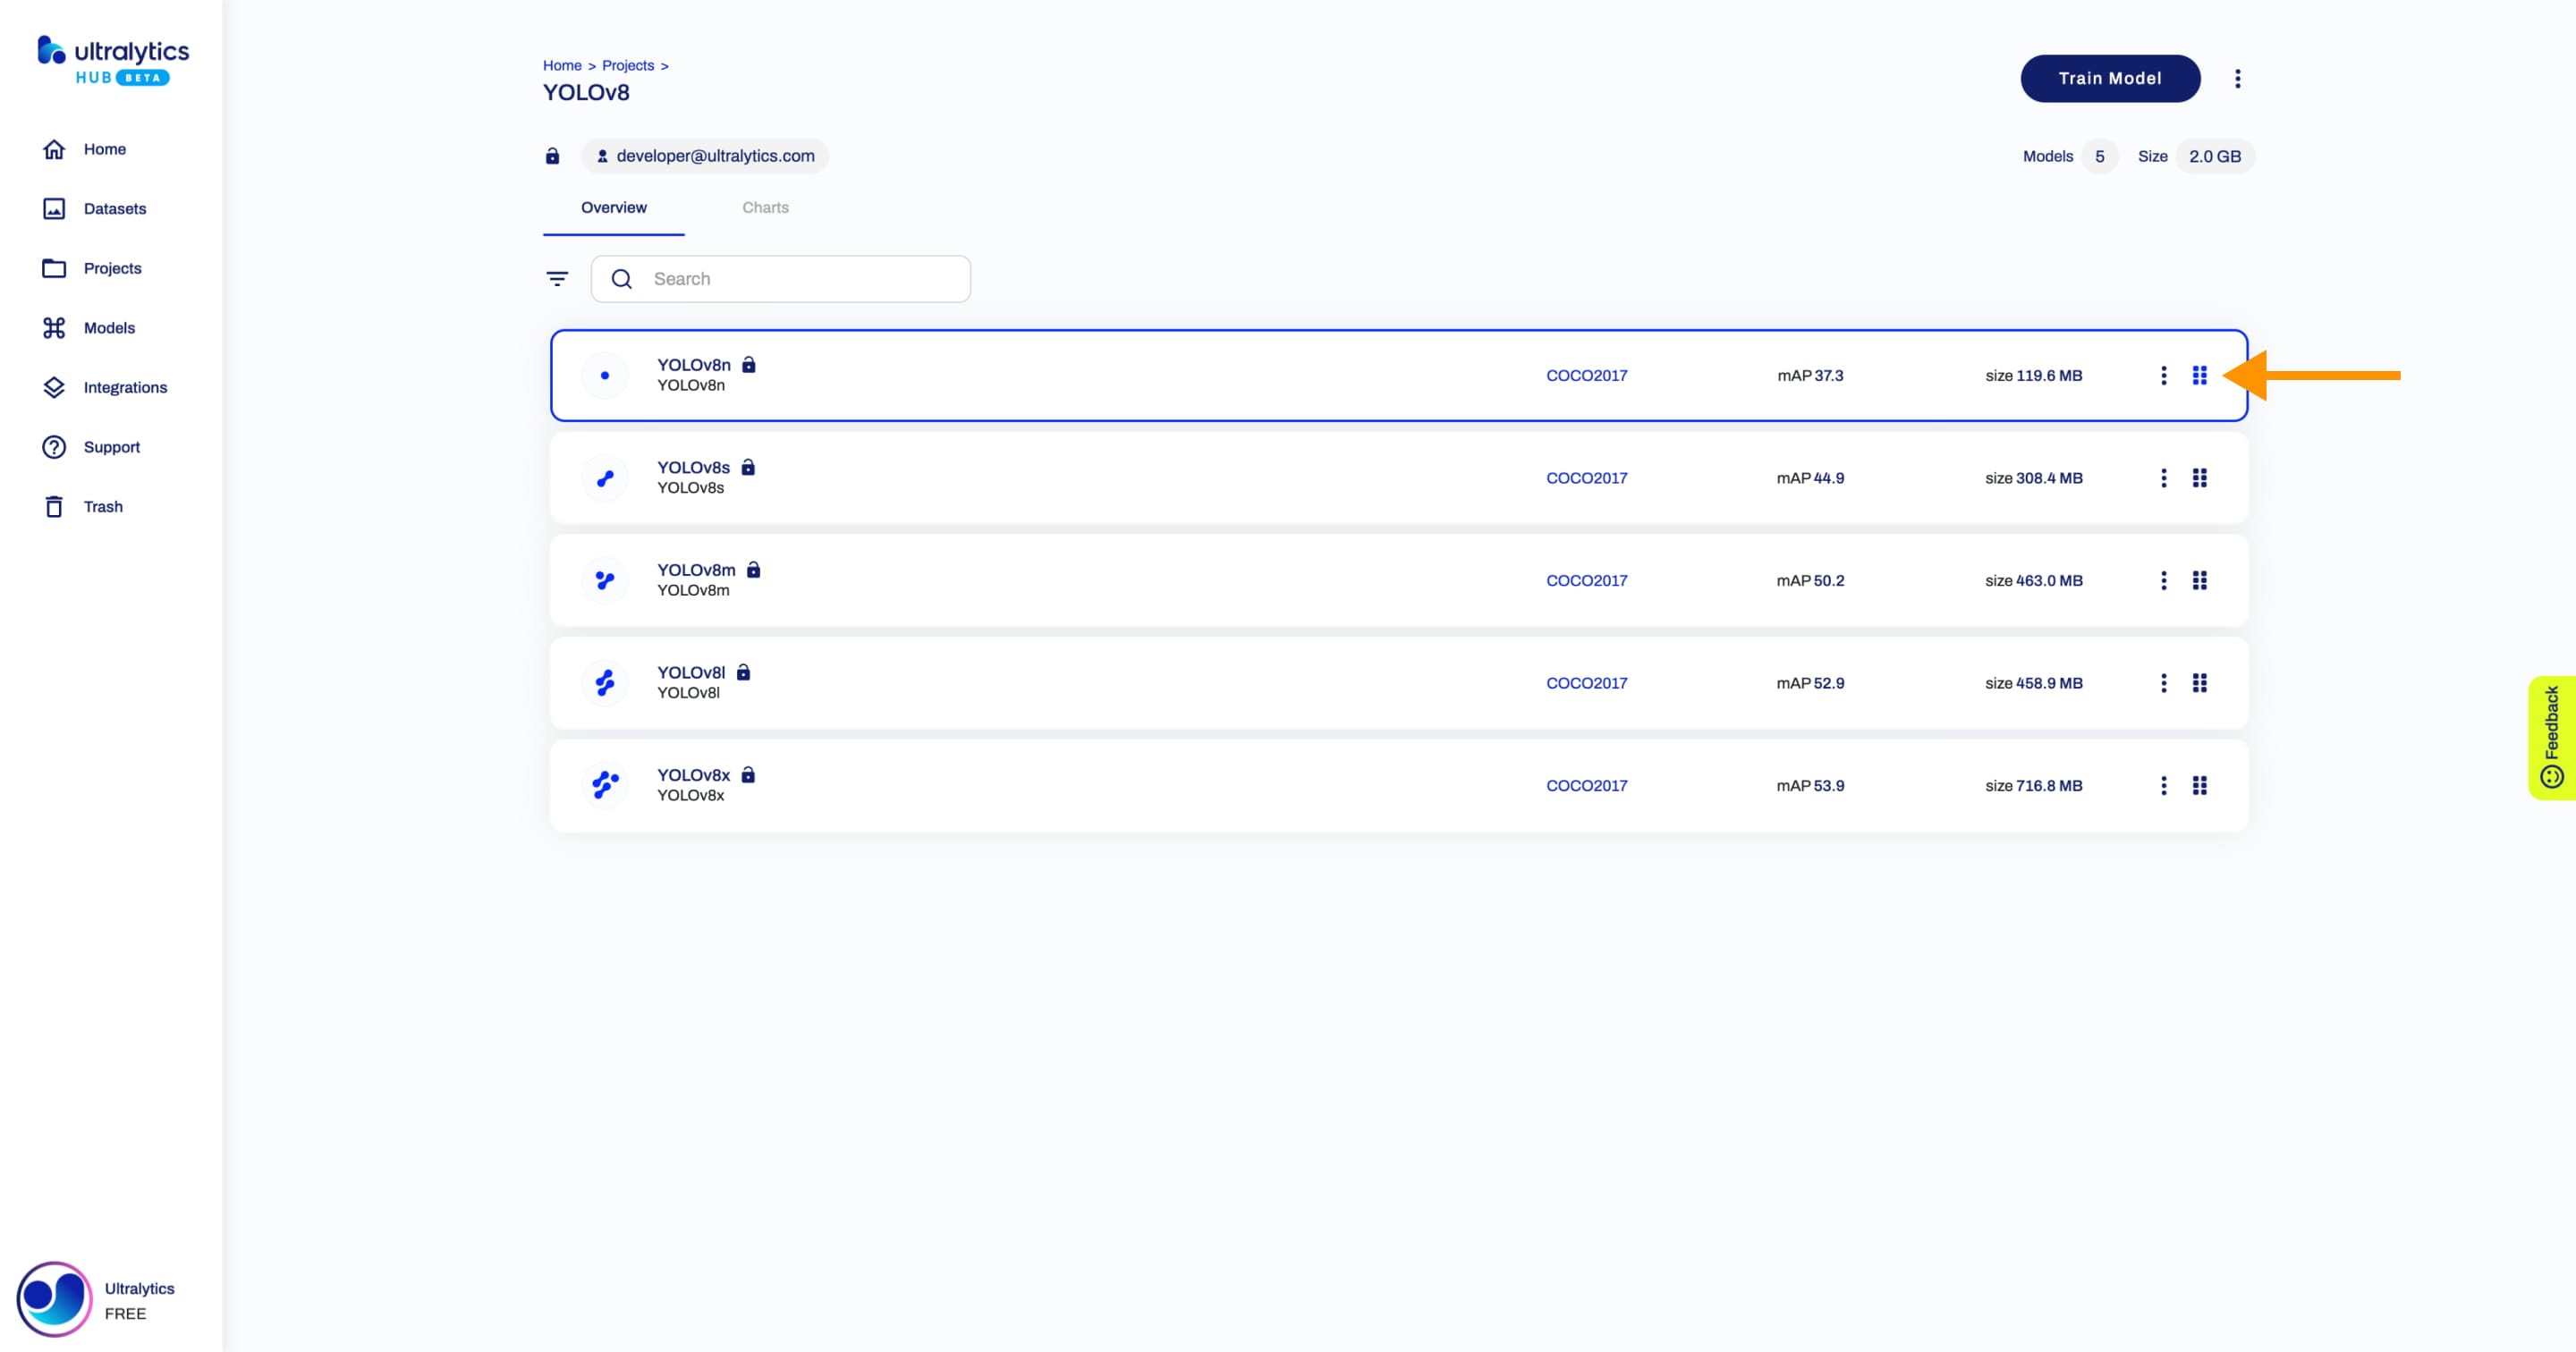 ultralytics
HUB BETA
Home
Datasets
Projects
Models
Integrations
Support
Trash
Ultralytics
FREE
Home > Projects >
YOLOv8
Train Model
developer@ultralytics.com
Models 5 Size 2.0 GB
Overview Charts
Search
YOLOv8n
YOLOv8n
COCO2017 mAP 37.3 size 119.6 MB
YOLOv8s
YOLOv8s
COCO2017 mAP 44.9 size 308.4 MB
YOLOv8m
YOLOv8m
COCO2017 mAP 50.2 size 463.0 MB
YOLOv8l
YOLOv8l
COCO2017 mAP 52.9 size 458.9 MB
YOLOv8x
YOLOv8x
COCO2017 mAP 53.9 size 716.8 MB
Feedback